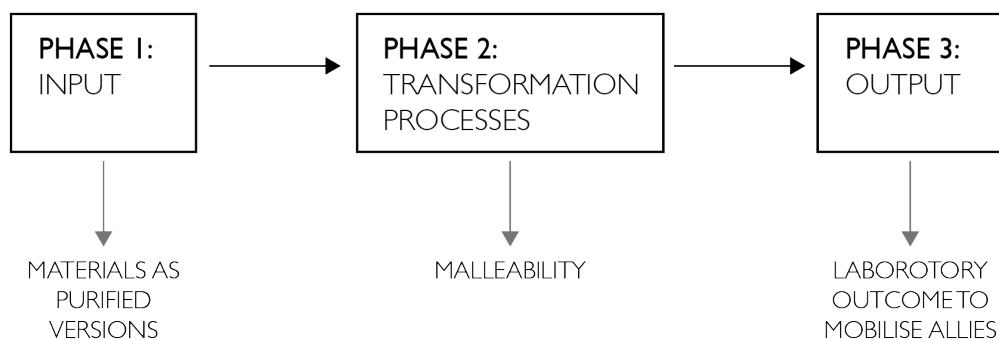 PHASE 1:
INPUT
PHASE 2:
TRANSFORMATION
PROCESSES
PHASE 3:
OUTPUT
MATERIALS AS
PURIFIED
VERSIONS
MALLEABILITY
LABOROTORY
OUTCOME TO
MOBILISE ALLIES